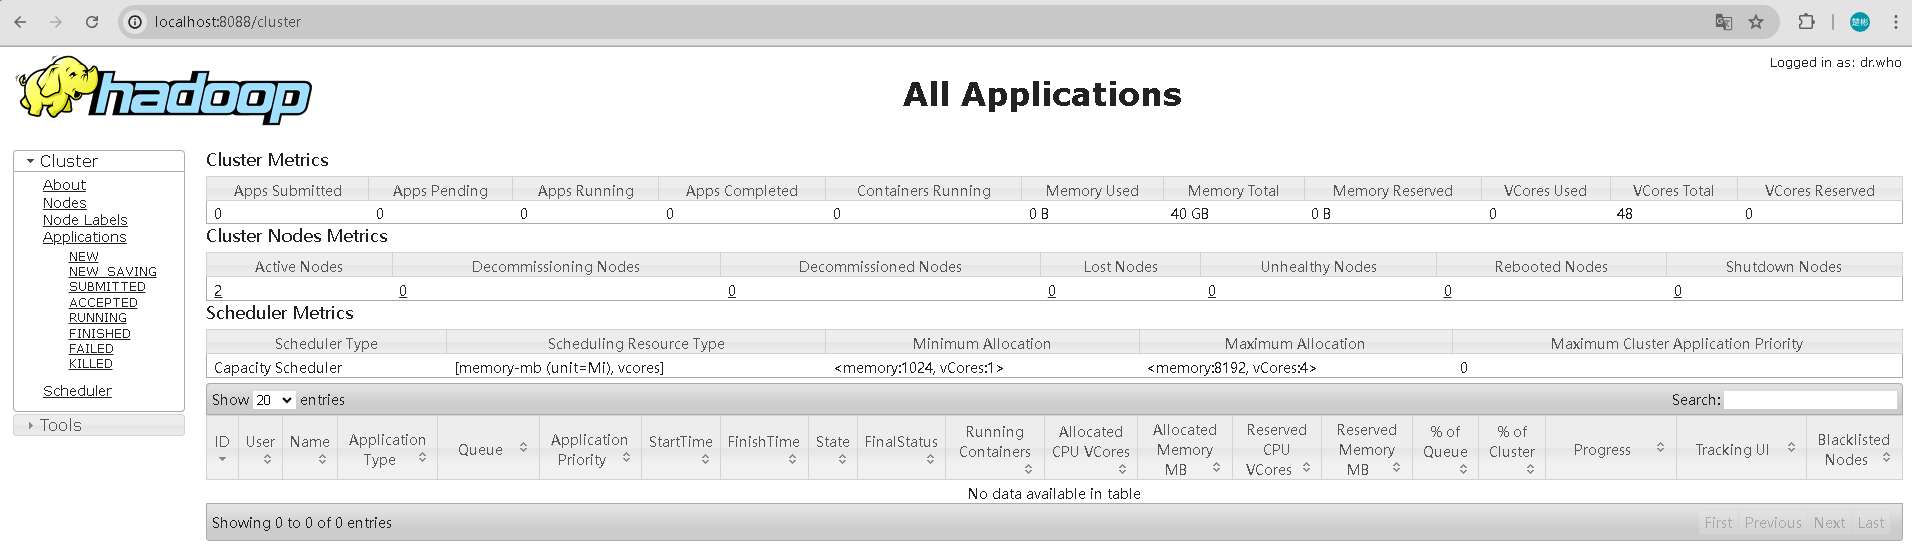 localhost:8088/cluster
楚彬
Logged in as: dr.who
hadoop
All Applications
Cluster
About
Nodes
Node Labels
Applications
NEW
NEW_SAVING
SUBMITTED
ACCEPTED
RUNNING
FINISHED
FAILED
KILLED
Scheduler
Tools
Cluster Metrics
Apps Submitted Apps Pending Apps Running Apps Completed Containers Running Memory Used Memory Total Memory Reserved VCores Used VCores Total VCores Reserved
0 0 0 0 0 0 B 40 GB 0 B 0 48 0
Cluster Nodes Metrics
Active Nodes Decommissioning Nodes Decommissioned Nodes Lost Nodes Unhealthy Nodes Rebooted Nodes Shutdown Nodes
2 0 0 0 0 0 0
Scheduler Metrics
Scheduler Type Scheduling Resource Type Minimum Allocation Maximum Allocation Maximum Cluster Application Priority
Capacity Scheduler [memory-mb (unit=Mi), vcores] <memory:1024, vCores:1> <memory:8192, vCores:4> 0
Show 20 entries Search:
ID User Name Application Type Queue Application Priority StartTime FinishTime State FinalStatus Running Containers Allocated CPU VCores Allocated Memory MB Reserved CPU VCores Reserved Memory MB % of Queue % of Cluster Progress Tracking UI Blacklisted Nodes
No data available in table
Showing 0 to 0 of 0 entries First Previous Next Last